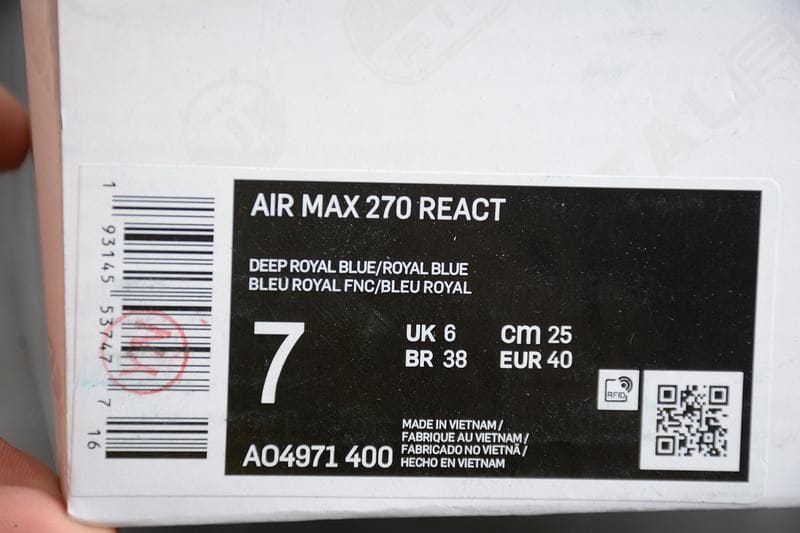 AIR MAX 270 REACT
DEEP ROYAL BLUE/ROYAL BLUE
BLEU ROYAL FNC/BLEU ROYAL
7
UK 6 cm 25
BR 38 EUR 40
RFID
MADE IN VIETNAM /
FABRIQUE AU VIETNAM /
FABRICADO NO VIETNÃ /
HECHO EN VIETNAM
AO4971 400
1 93145 53747 7 16